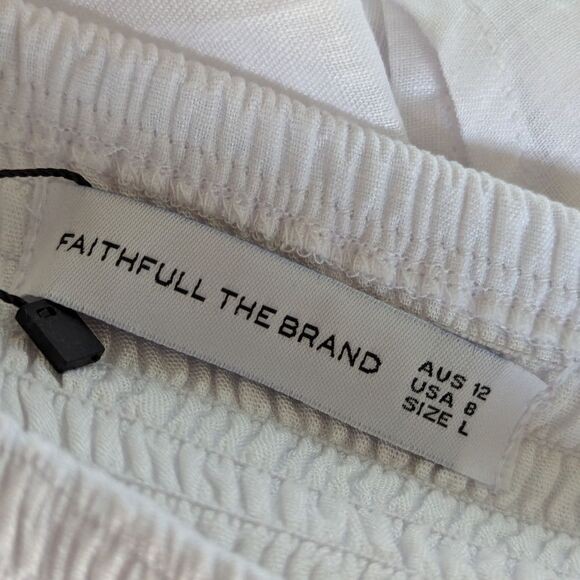 FAITHFULL THE BRAND
AUS 12
USA 8
SIZE L